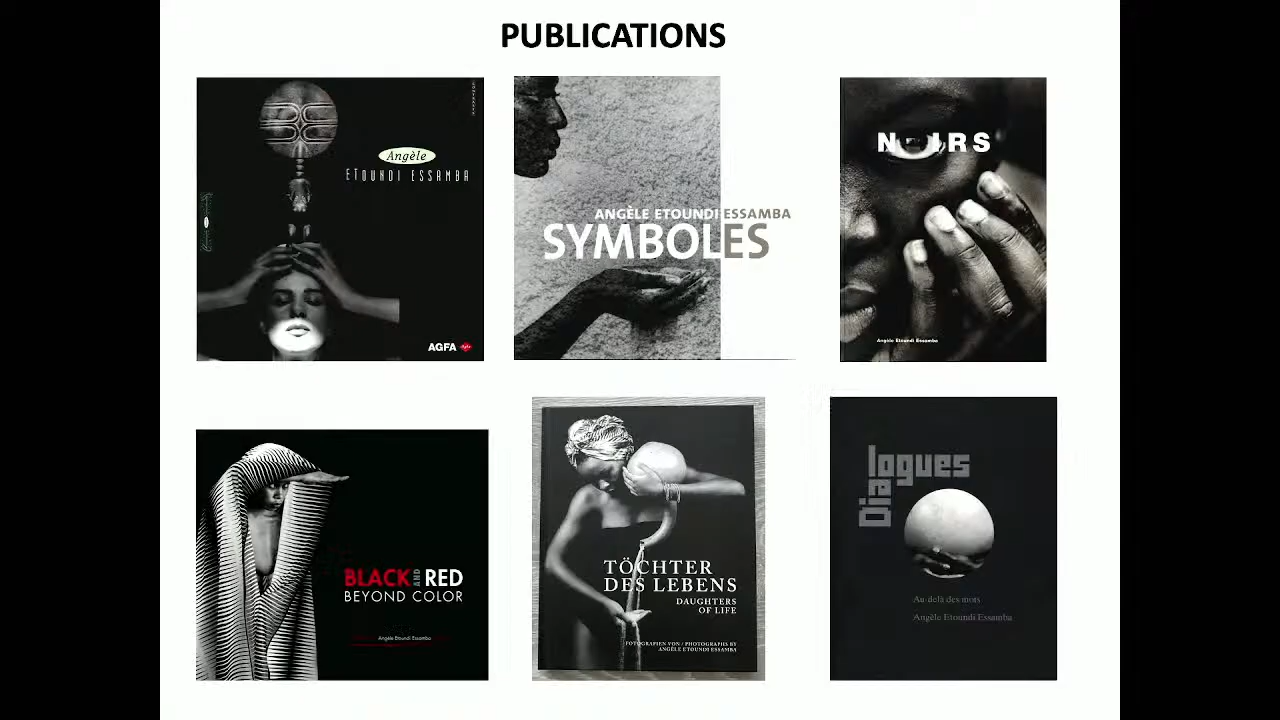 PUBLICATIONS
Angèle
ETOUNDI ESSAMBA
AGFA
ANGÈLE ETOUNDI ESSAMBA
SYMBOLES
NOIRS
Angèle Etoundi Essamba
BLACK AND RED
BEYOND COLOR
Angèle Etoundi Essamba
TÖCHTER
DES LEBENS
DAUGHTERS
OF LIFE
FOTOGRAFIEN VON / PHOTOGRAPHS BY
ANGÈLE ETOUNDI ESSAMBA
Dialogues
Au-delà des mots
Angèle Etoundi Essamba